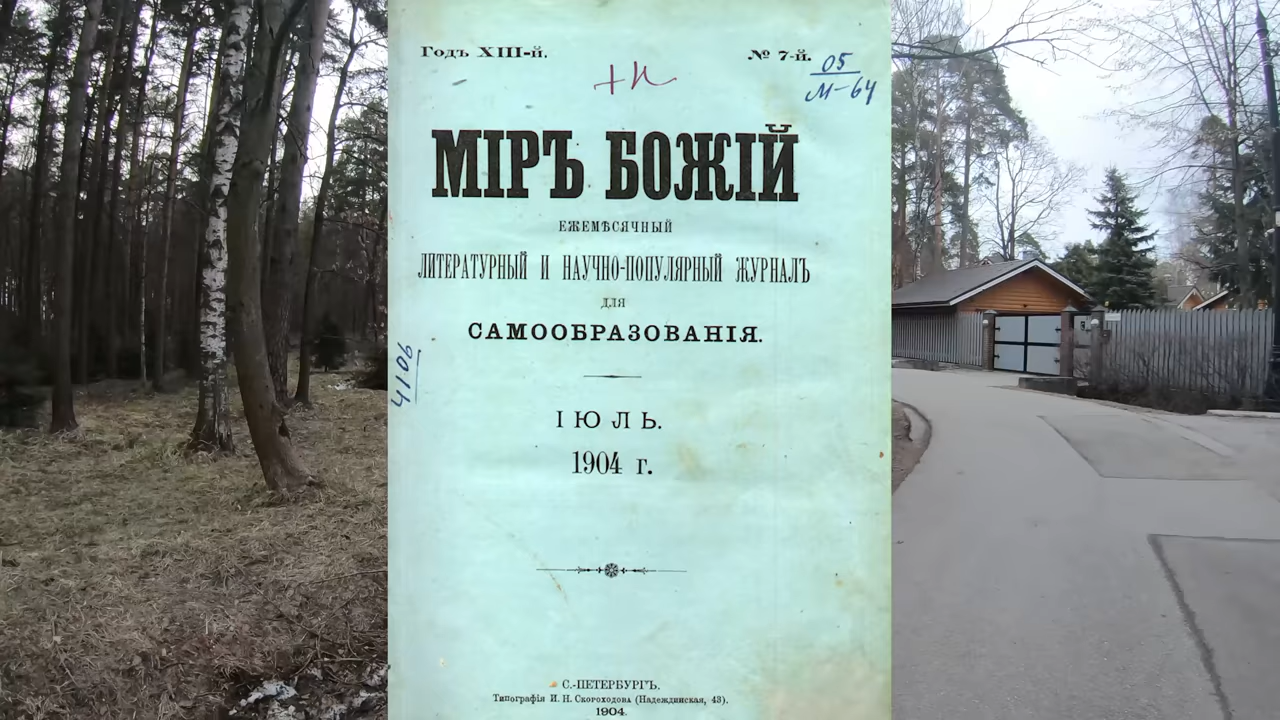 Годъ XIII-й. № 7-й.
05
М-64
+И
МІРЪ БОЖІЙ
ЕЖЕМѢСЯЧНЫЙ
ЛИТЕРАТУРНЫЙ И НАУЧНО-ПОПУЛЯРНЫЙ ЖУРНАЛЪ
ДЛЯ
САМООБРАЗОВАНІЯ.
4106
ІЮЛЬ.
1904 г.
С.-ПЕТЕРБУРГЪ.
Типографія И. Н. Скороходова (Надеждинская, 43).
1904.